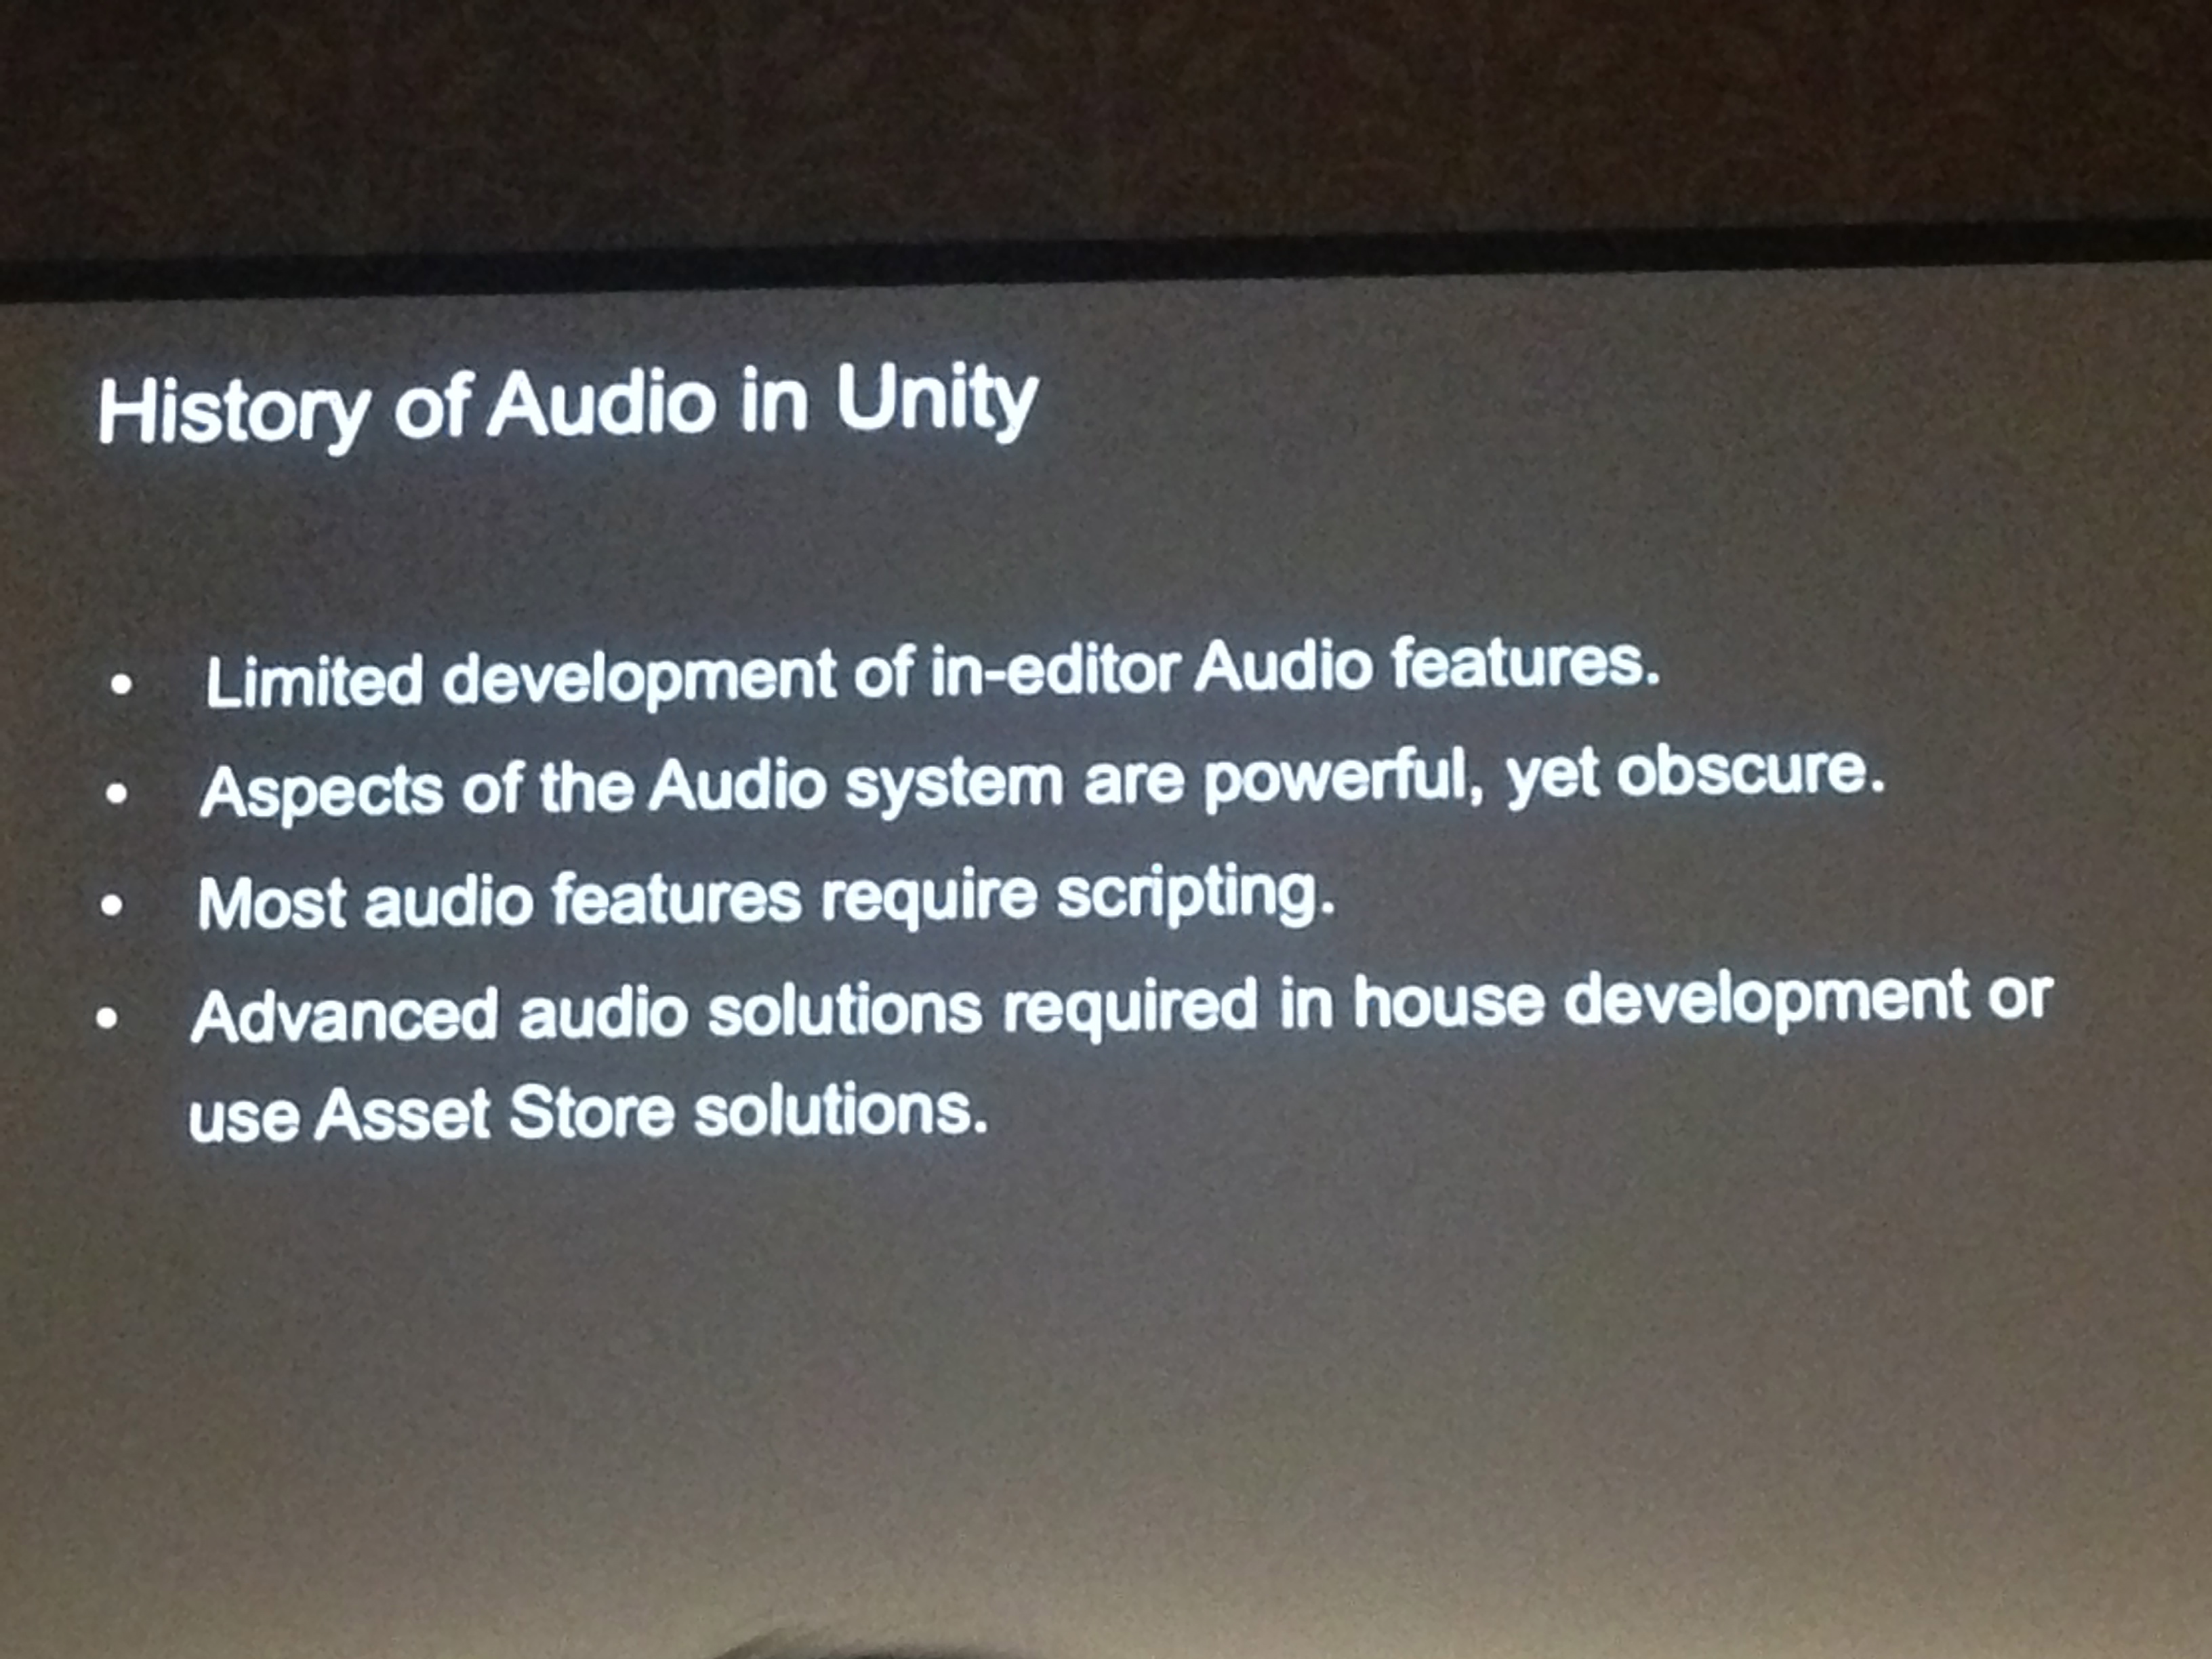 History of Audio in Unity
• Limited development of in-editor Audio features.
• Aspects of the Audio system are powerful, yet obscure.
• Most audio features require scripting.
• Advanced audio solutions required in house development or
use Asset Store solutions.